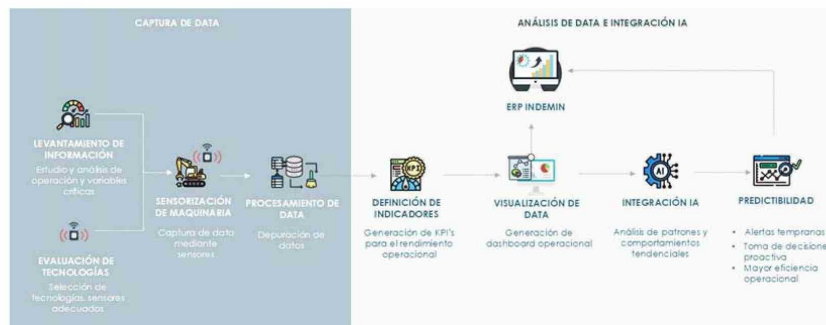 CAPTURA DE DATA
ANÁLISIS DE DATA E INTEGRACIÓN IA
ERP INDEMIN
LEVANTAMIENTO DE
INFORMACIÓN
Estudio y análisis de
operación y variables
críticas
EVALUACIÓN DE
TECNOLOGÍAS
Selección de
Tecnologías, sensores
adecuados
SENSORIZACIÓN
DE MAQUINARIA
Captura de data
mediante
sensores
PROCESAMIENTO DE
DATA
Depuración de
datos
KPI
DEFINICIÓN DE
INDICADORES
Generación de KPI's
para el rendimiento
operacional
VISUALIZACIÓN DE
DATA
Generación de
dashboard operacional
AI
INTEGRACIÓN IA
Análisis de patrones y
comportamientos
tendenciales
PREDICTIBILIDAD
• Alertas tempranas
• Toma de decisione
proactiva
• Mayor eficiencia
operacional